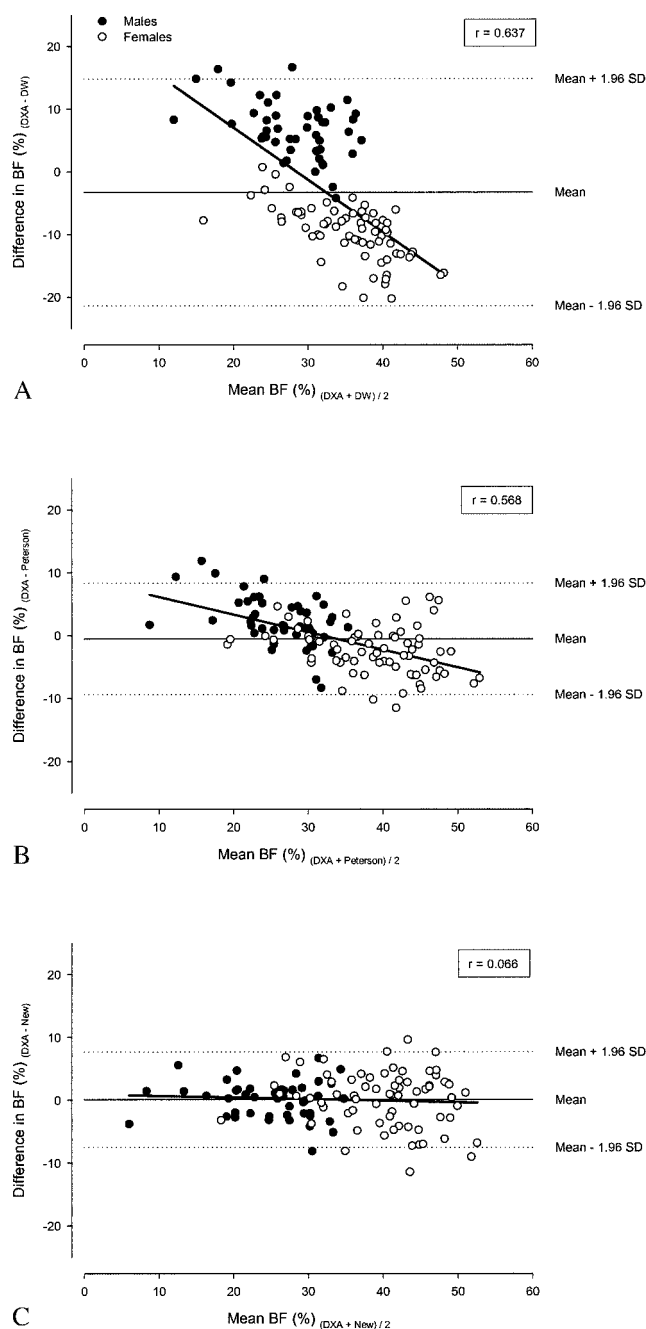 Males
Females
r = 0.637
20
10
0
-10
-20
Difference in BF (%) (DXA - DW)
Mean + 1.96 SD
Mean
Mean - 1.96 SD
0 10 20 30 40 50 60
Mean BF (%) (DXA + DW) / 2
A
r = 0.568
20
10
0
-10
-20
Difference in BF (%) (DXA - Peterson)
Mean + 1.96 SD
Mean
Mean - 1.96 SD
0 10 20 30 40 50 60
Mean BF (%) (DXA + Peterson) / 2
B
r = 0.066
20
10
0
-10
-20
Difference in BF (%) (DXA - New)
Mean + 1.96 SD
Mean
Mean - 1.96 SD
0 10 20 30 40 50 60
Mean BF (%) (DXA + New) / 2
C